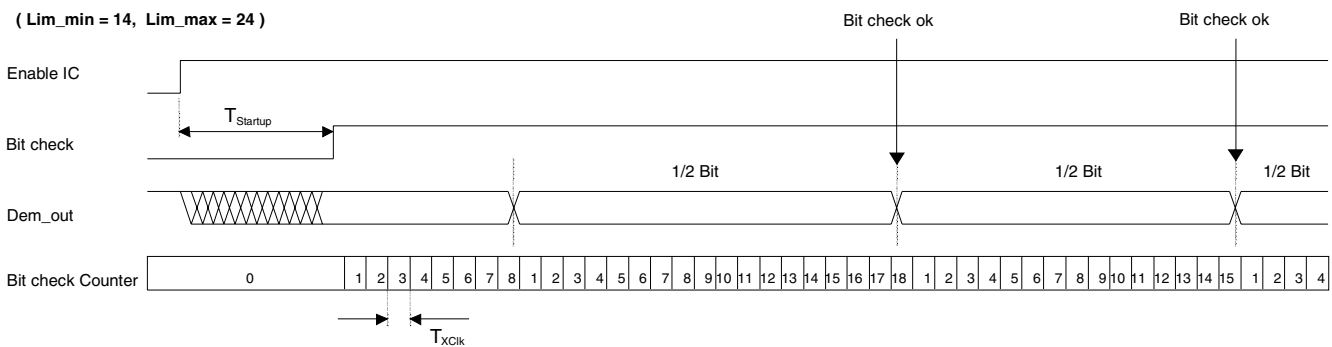 ( Lim_min = 14, Lim_max = 24 )
Bit check ok Bit check ok
Enable IC
TStartup
Bit check
1/2 Bit 1/2 Bit 1/2 Bit
Dem_out
Bit check Counter 0 1 2 3 4 5 6 7 8 1 2 3 4 5 6 7 8 9 10 11 12 13 14 15 16 17 18 1 2 3 4 5 6 7 8 9 10 11 12 13 14 15 1 2 3 4
TXClk